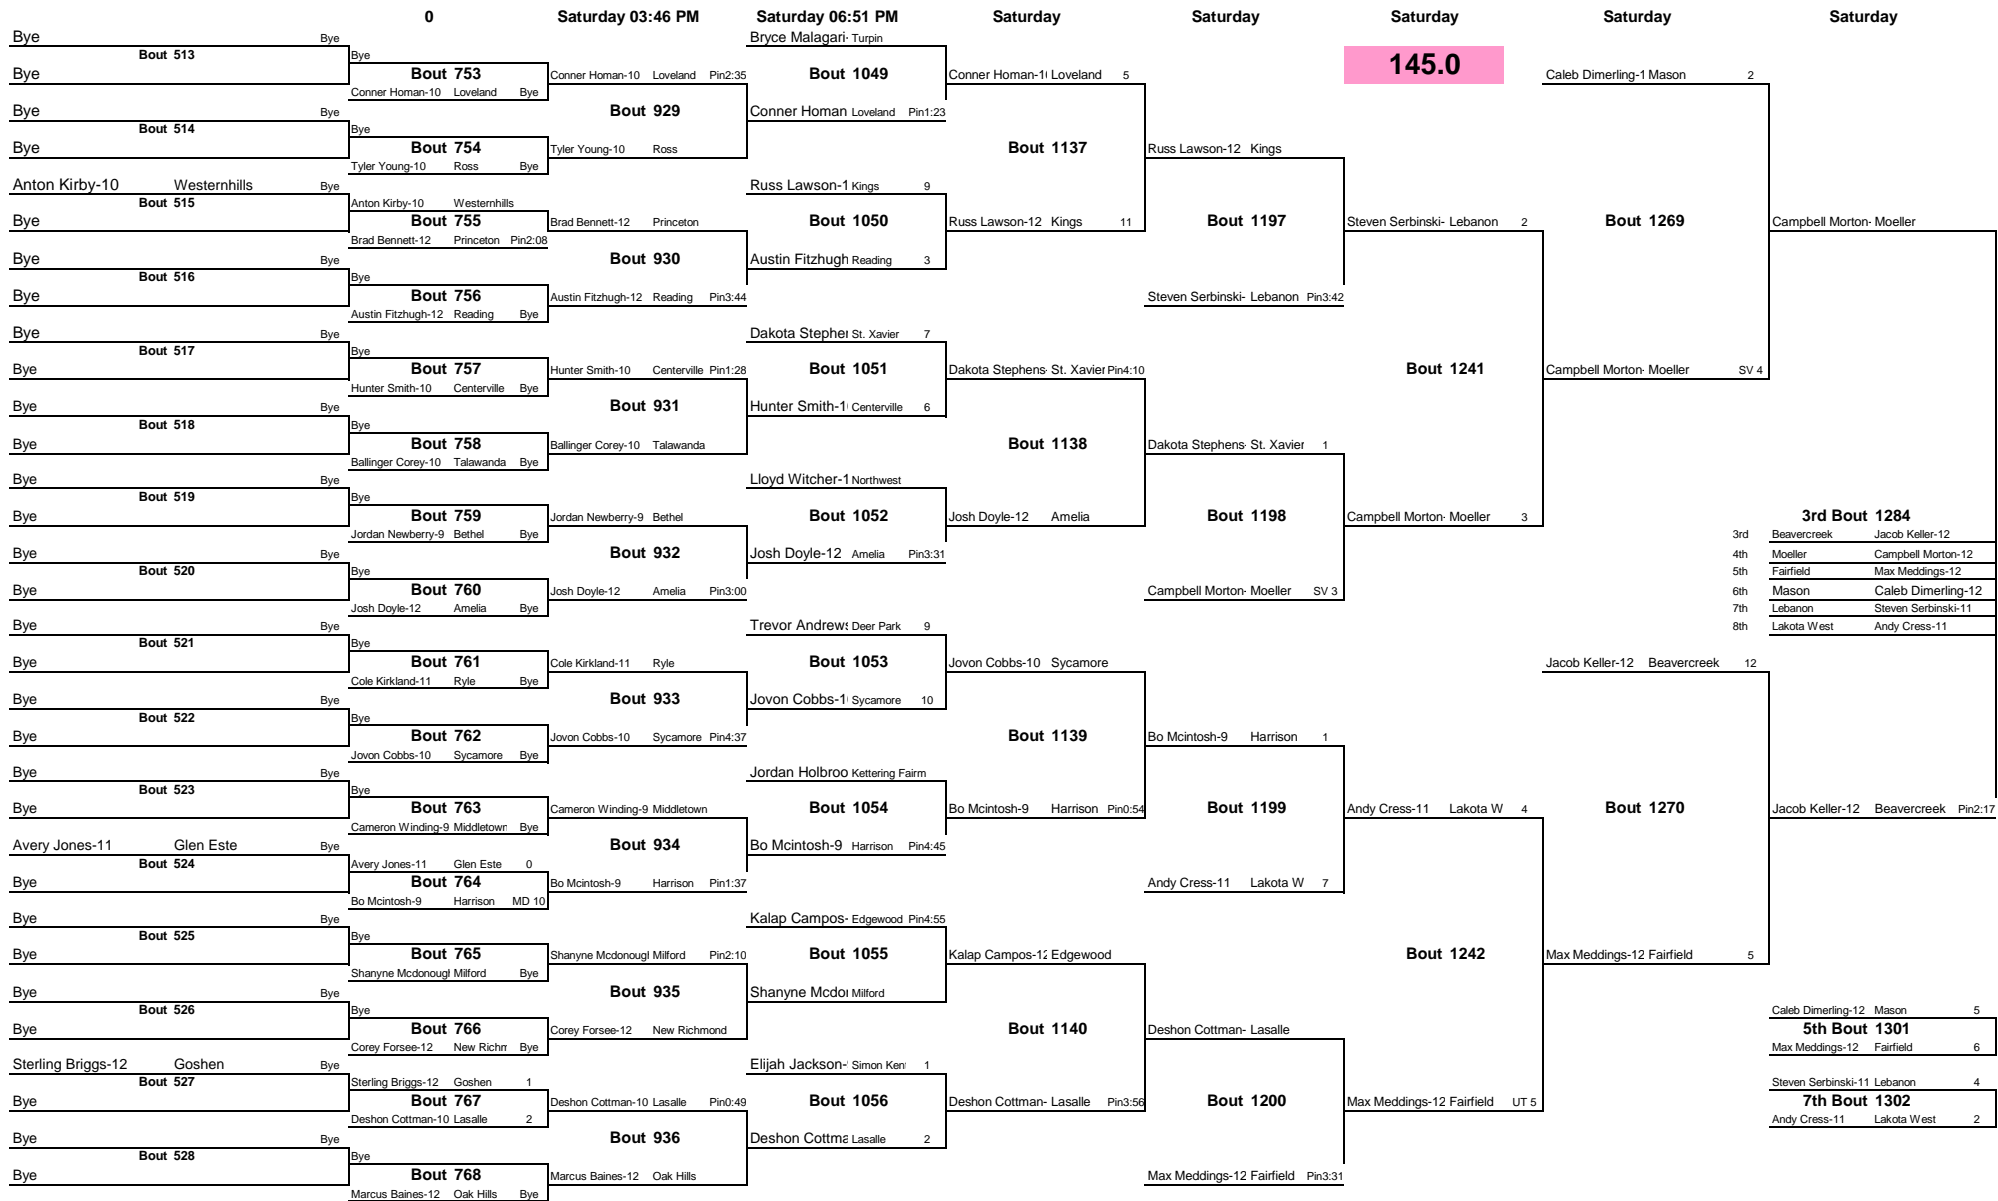 0 Saturday 03:46 PM Saturday 06:51 PM Saturday Saturday Saturday Saturday Saturday
145.0
Bye Bye
Bout 513
Bye
Bye Bye
Bout 514
Bye
Anton Kirby-10 Westernhills Bye
Bout 515
Bye
Bye Bye
Bout 516
Bye
Bye Bye
Bout 517
Bye
Bye Bye
Bout 518
Bye
Bye Bye
Bout 519
Bye
Bye Bye
Bout 520
Bye
Bye Bye
Bout 521
Bye
Bye Bye
Bout 522
Bye
Bye Bye
Bout 523
Bye
Avery Jones-11 Glen Este Bye
Bout 524
Bye
Bye Bye
Bout 525
Bye
Bye Bye
Bout 526
Bye
Sterling Briggs-12 Goshen Bye
Bout 527
Bye
Bye Bye
Bout 528
Bye
Bye
Bout 753
Conner Homan-10 Loveland Bye
Bye
Bout 754
Tyler Young-10 Ross Bye
Anton Kirby-10 Westernhills
Bout 755
Brad Bennett-12 Princeton Pin2:08
Bye
Bout 756
Austin Fitzhugh-12 Reading Bye
Bye
Bout 757
Hunter Smith-10 Centerville Bye
Bye
Bout 758
Ballinger Corey-10 Talawanda Bye
Bye
Bout 759
Jordan Newberry-9 Bethel Bye
Bye
Bout 760
Josh Doyle-12 Amelia Bye
Bye
Bout 761
Cole Kirkland-11 Ryle Bye
Bye
Bout 762
Jovon Cobbs-10 Sycamore Bye
Bye
Bout 763
Cameron Winding-9 Middletown Bye
Avery Jones-11 Glen Este 0
Bout 764
Bo Mcintosh-9 Harrison MD 10
Bye
Bout 765
Shanyne Mcdonough Milford Bye
Bye
Bout 766
Corey Forsee-12 New Richm Bye
Sterling Briggs-12 Goshen 1
Bout 767
Deshon Cottman-10 Lasalle 2
Bye
Bout 768
Marcus Baines-12 Oak Hills Bye
Conner Homan-10 Loveland Pin2:35
Bout 929
Tyler Young-10 Ross
Brad Bennett-12 Princeton
Bout 930
Austin Fitzhugh-12 Reading Pin3:44
Hunter Smith-10 Centerville Pin1:28
Bout 931
Ballinger Corey-10 Talawanda
Jordan Newberry-9 Bethel
Bout 932
Josh Doyle-12 Amelia Pin3:00
Cole Kirkland-11 Ryle
Bout 933
Jovon Cobbs-10 Sycamore Pin4:37
Cameron Winding-9 Middletown
Bout 934
Bo Mcintosh-9 Harrison Pin1:37
Shanyne Mcdonough Milford Pin2:10
Bout 935
Corey Forsee-12 New Richmond
Deshon Cottman-10 Lasalle Pin0:49
Bout 936
Marcus Baines-12 Oak Hills
Bryce Malagari- Turpin
Bout 1049
Conner Homan Loveland Pin1:23
Russ Lawson-1 Kings 9
Bout 1050
Austin Fitzhugh Reading 3
Dakota Stephen St. Xavier 7
Bout 1051
Hunter Smith-1 Centerville 6
Lloyd Witcher-1 Northwest
Bout 1052
Josh Doyle-12 Amelia Pin3:31
Trevor Andrews Deer Park 9
Bout 1053
Jovon Cobbs-1 Sycamore 10
Jordan Holbroo Kettering Fairm
Bout 1054
Bo Mcintosh-9 Harrison Pin4:45
Kalap Campos- Edgewood Pin4:55
Bout 1055
Shanyne Mcdo Milford
Elijah Jackson- Simon Kent 1
Bout 1056
Deshon Cottma Lasalle 2
Conner Homan-1 Loveland 5
Bout 1137
Russ Lawson-12 Kings 11
Dakota Stephens- St. Xavier Pin4:10
Bout 1138
Josh Doyle-12 Amelia
Jovon Cobbs-10 Sycamore
Bout 1139
Bo Mcintosh-9 Harrison Pin0:54
Kalap Campos-12 Edgewood
Bout 1140
Deshon Cottman- Lasalle Pin3:56
Russ Lawson-12 Kings
Bout 1197
Steven Serbinski- Lebanon Pin3:42
Dakota Stephens- St. Xavier 1
Bout 1198
Campbell Morton- Moeller SV 3
Bo Mcintosh-9 Harrison 1
Bout 1199
Andy Cress-11 Lakota W 7
Deshon Cottman- Lasalle
Bout 1200
Max Meddings-12 Fairfield Pin3:31
Steven Serbinski- Lebanon 2
Bout 1241
Campbell Morton- Moeller 3
Andy Cress-11 Lakota W 4
Bout 1242
Max Meddings-12 Fairfield UT 5
Caleb Dimerling-1 Mason 2
Bout 1269
Campbell Morton- Moeller SV 4
Jacob Keller-12 Beavercreek 12
Bout 1270
Max Meddings-12 Fairfield 5
Campbell Morton- Moeller
3rd Bout 1284
3rd Beavercreek Jacob Keller-12
4th Moeller Campbell Morton-12
5th Fairfield Max Meddings-12
6th Mason Caleb Dimerling-12
7th Lebanon Steven Serbinski-11
8th Lakota West Andy Cress-11
Jacob Keller-12 Beavercreek Pin2:17
Caleb Dimerling-12 Mason 5
5th Bout 1301
Max Meddings-12 Fairfield 6
Steven Serbinski-11 Lebanon 4
7th Bout 1302
Andy Cress-11 Lakota West 2